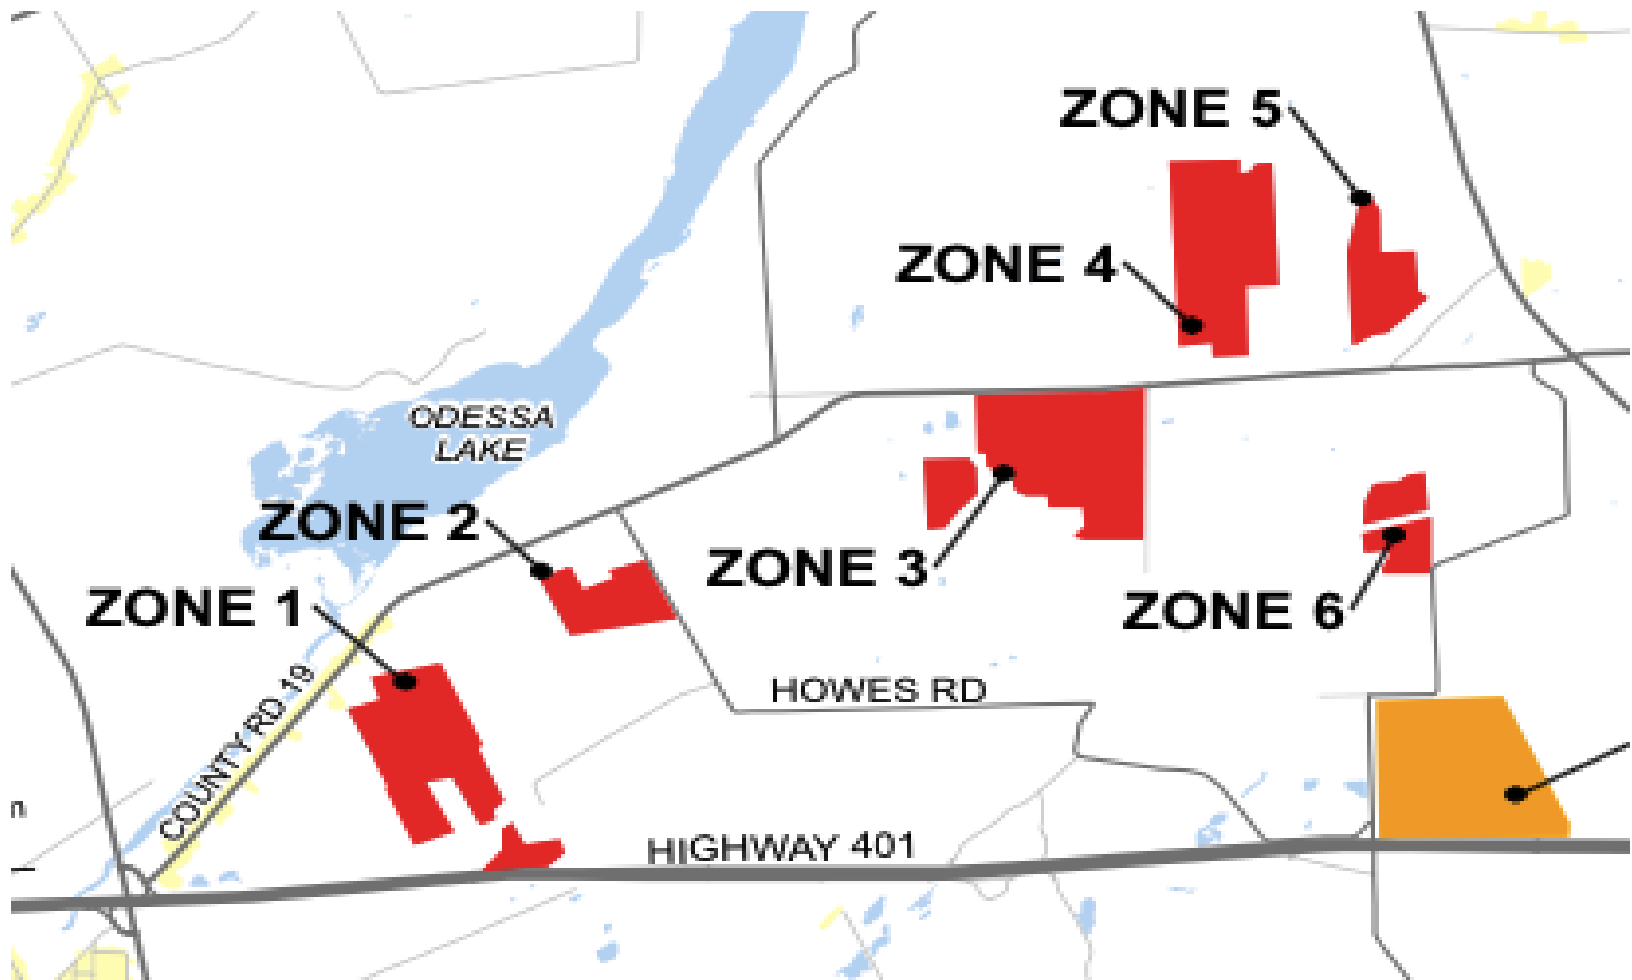 ZONE 5
ZONE 4
ODESSA
LAKE
ZONE 2
ZONE 3
ZONE 1
ZONE 6
COUNTY RD 19
HOWES RD
HIGHWAY 401